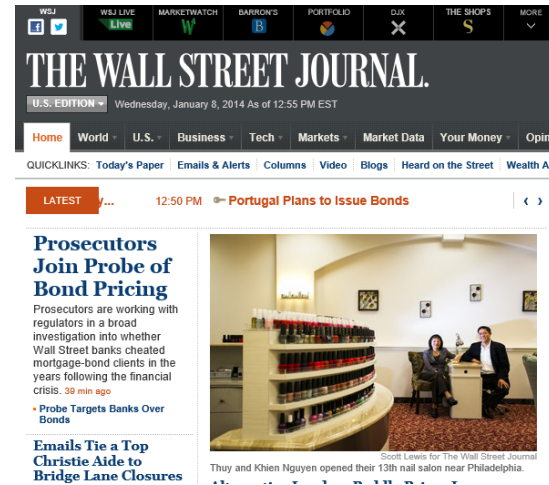 WSJ WSJ LIVE MARKETWATCH BARRON'S PORTFOLIO DJX THE SHOPS MORE
Live W B S
THE WALL STREET JOURNAL.
U.S. EDITION Wednesday, January 8, 2014 As of 12:55 PM EST
Home World U.S. Business Tech Markets Market Data Your Money Opin
QUICKLINKS: Today's Paper Emails & Alerts Columns Video Blogs Heard on the Street Wealth A
LATEST y... 12:50 PM Portugal Plans to Issue Bonds
Prosecutors
Join Probe of
Bond Pricing
Prosecutors are working with
regulators in a broad
investigation into whether
Wall Street banks cheated
mortgage-bond clients in the
years following the financial
crisis. 39 min ago
Probe Targets Banks Over
Bonds
Emails Tie a Top
Christie Aide to
Bridge Lane Closures
Scott Lewis for The Wall Street Journal
Thuy and Khien Nguyen opened their 13th nail salon near Philadelphia.